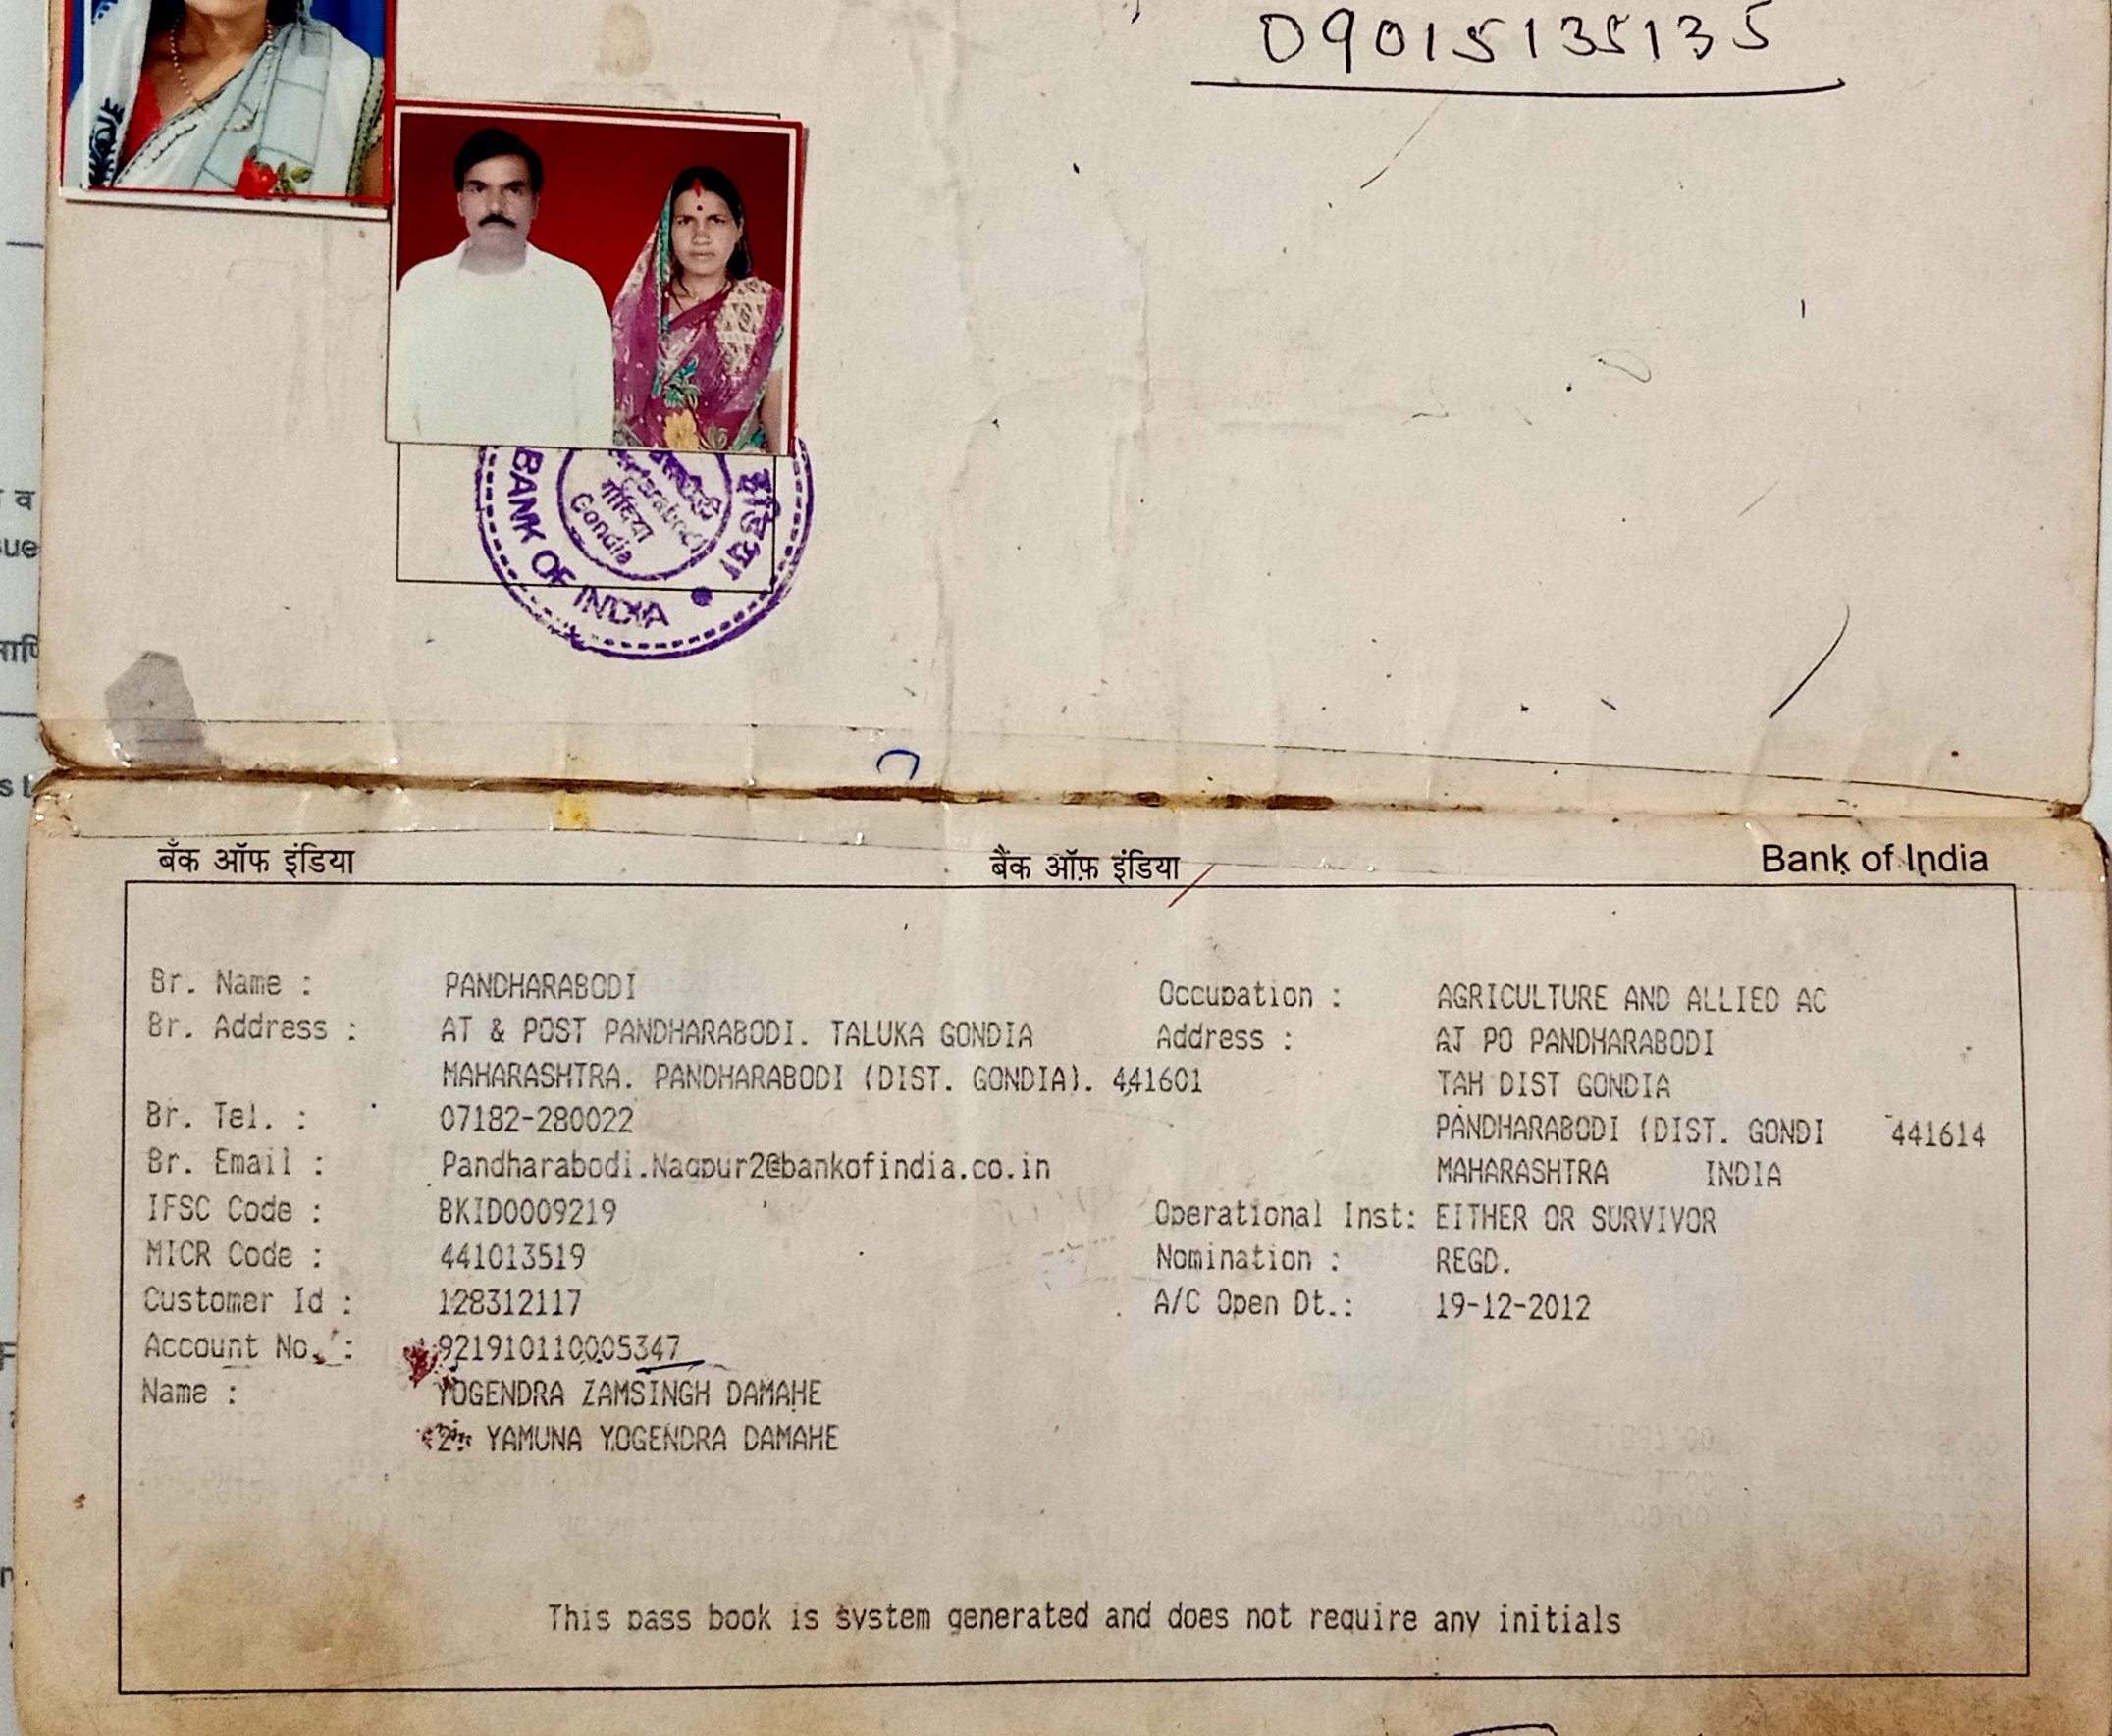 09015135135
BANK OF INDIA
इंडिया
गोंदिया
Gondia
बँक ऑफ इंडिया बैंक ऑफ़ इंडिया Bank of India
Br. Name : PANDHARABODI Occupation : AGRICULTURE AND ALLIED AC
Br. Address : AT & POST PANDHARABODI. TALUKA GONDIA Address : AT PO PANDHARABODI
MAHARASHTRA. PANDHARABODI (DIST. GONDIA). 441601 TAH DIST GONDIA
Br. Tel. : 07182-280022 PANDHARABODI (DIST. GONDI 441614
Br. Email : Pandharabodi.Nagpur2@bankofindia.co.in MAHARASHTRA INDIA
IFSC Code : BKID0009219 Operational Inst: EITHER OR SURVIVOR
MICR Code : 441013519 Nomination : REGD.
Customer Id : 128312117 A/C Open Dt.: 19-12-2012
Account No. : 921910110005347
Name : YOGENDRA ZAMSINGH DAMAHE
2. YAMUNA YOGENDRA DAMAHE
This pass book is system generated and does not require any initials